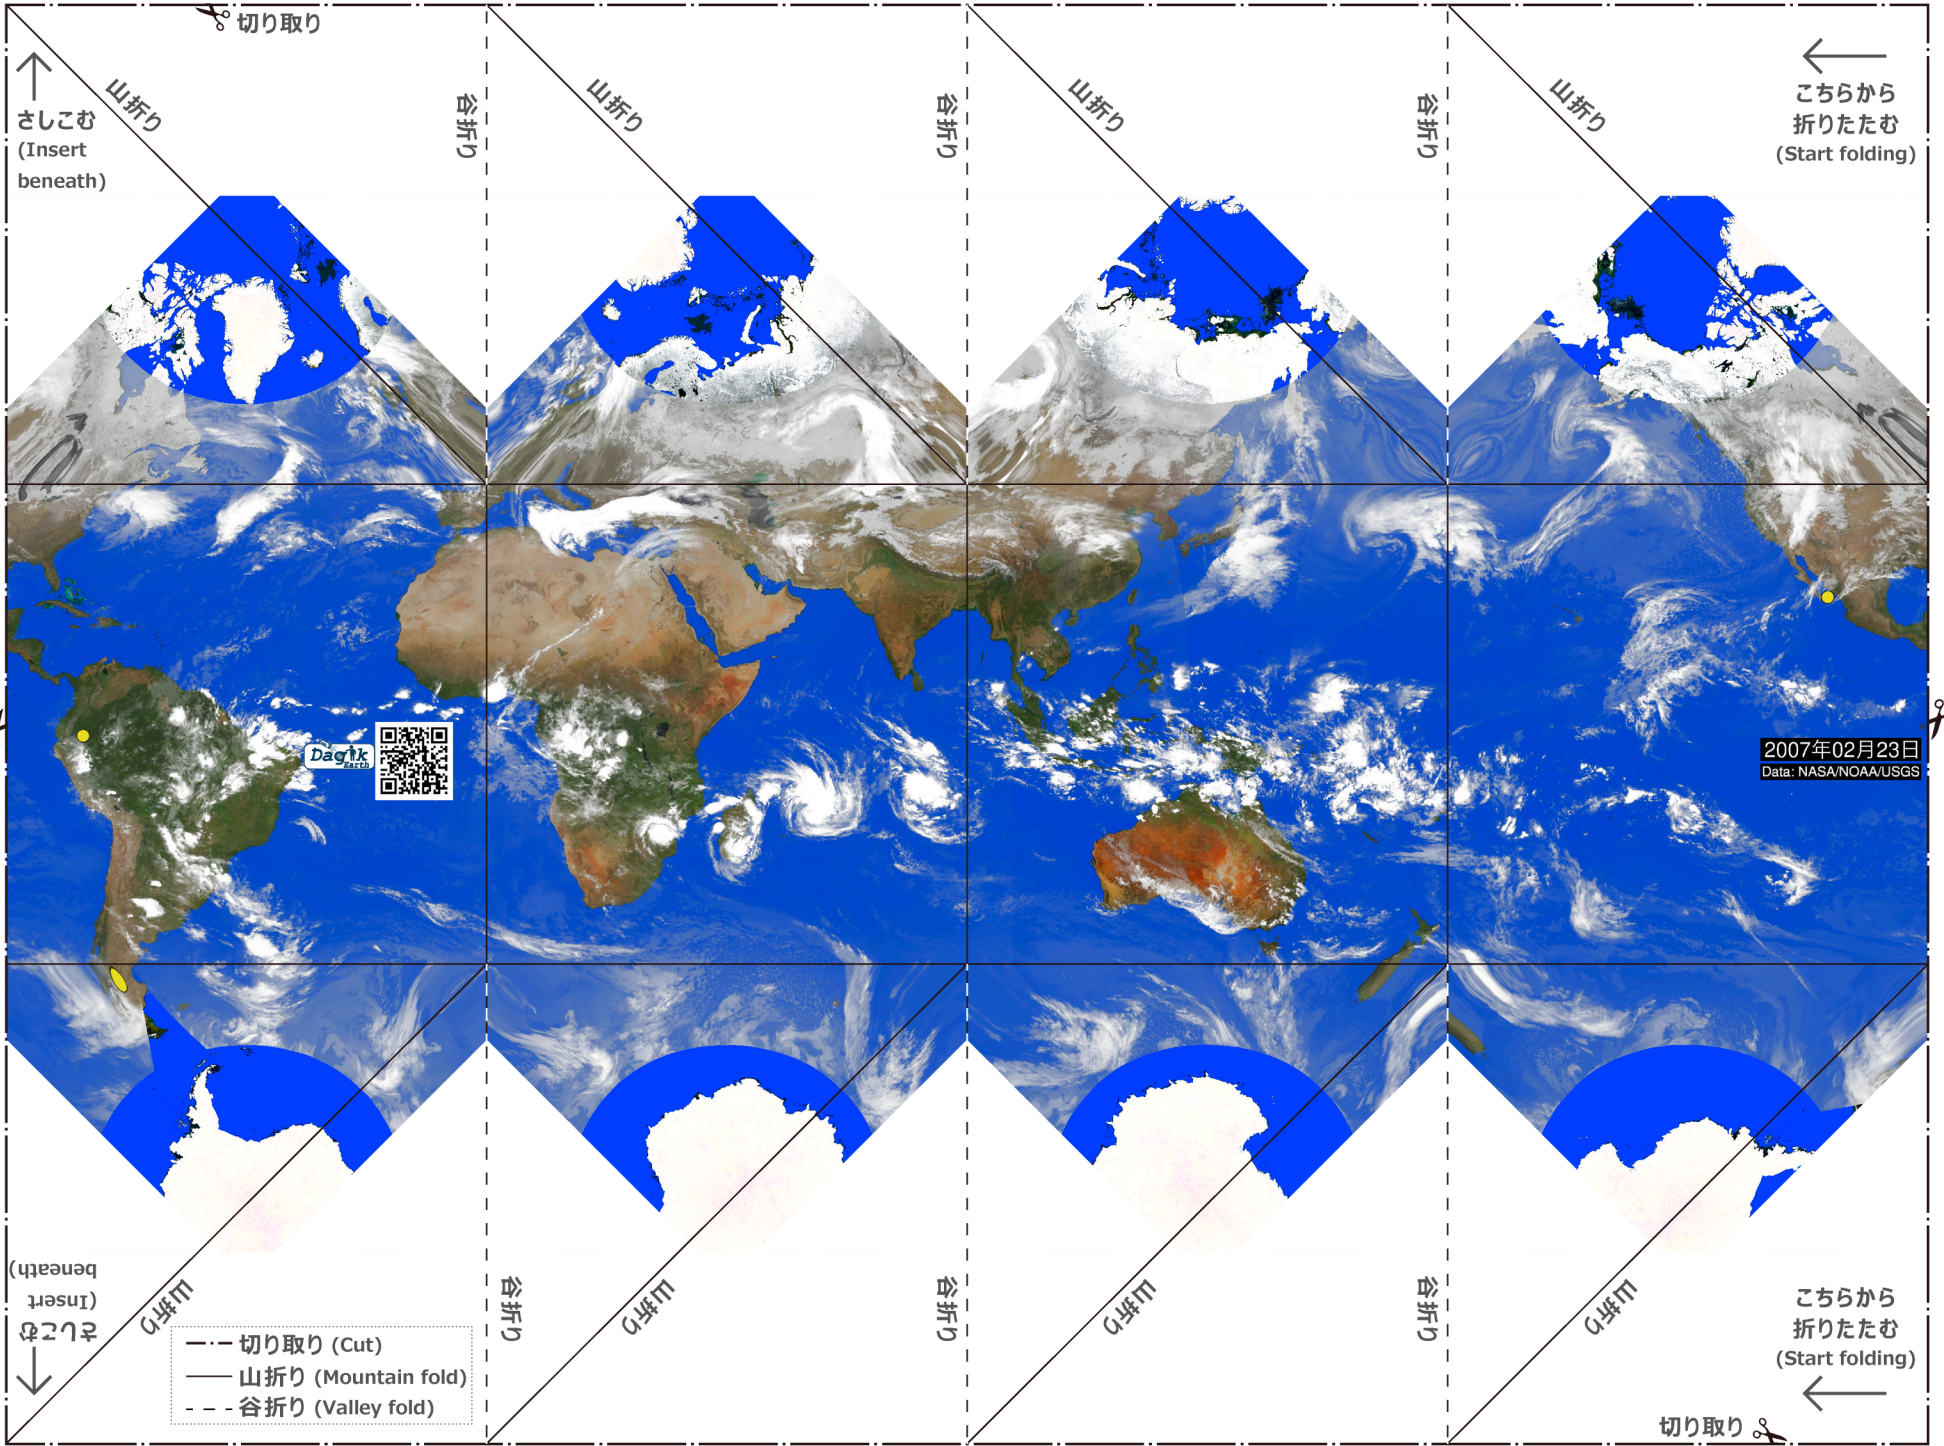 切り取り
さしこむ
(Insert
beneath)
山折り
谷折り
山折り
谷折り
山折り
谷折り
山折り
こちらから
折りたたむ
(Start folding)
Dagik
Earth
2007年02月23日
Data: NASA/NOAA/USGS
さしこむ
(Insert
beneath)
山折り
谷折り
山折り
谷折り
山折り
谷折り
山折り
こちらから
折りたたむ
(Start folding)
切り取り (Cut)
山折り (Mountain fold)
谷折り (Valley fold)
切り取り